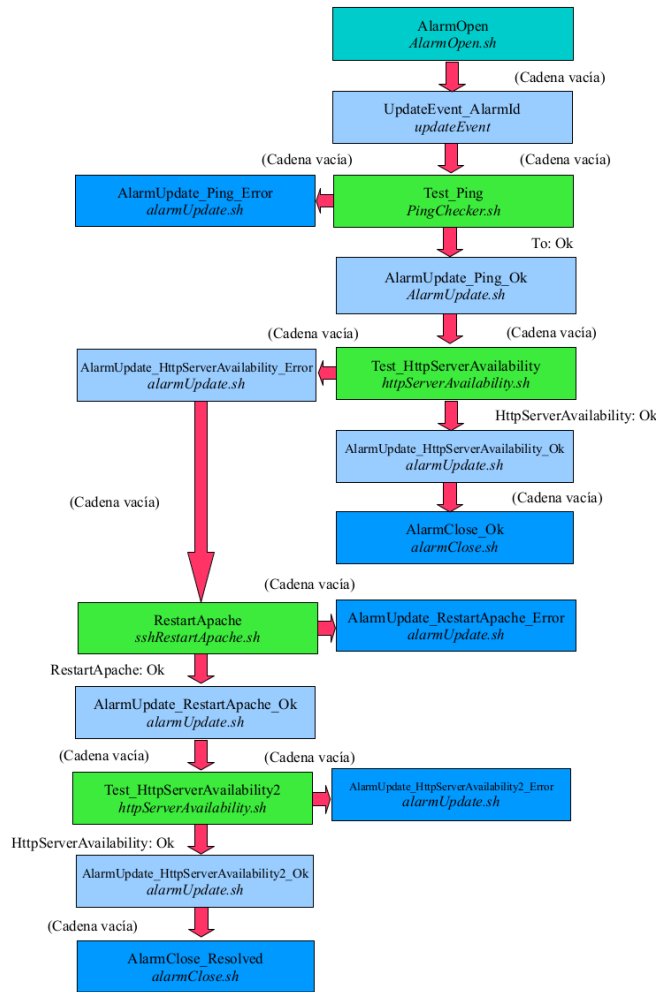 AlarmOpen
AlarmOpen.sh
(Cadena vacía)
UpdateEvent_AlarmId
updateEvent
(Cadena vacía)
(Cadena vacía)
AlarmUpdate_Ping_Error
alarmUpdate.sh
Test_Ping
PingChecker.sh
To: Ok
AlarmUpdate_Ping_Ok
AlarmUpdate.sh
(Cadena vacía)
(Cadena vacía)
AlarmUpdate_HttpServerAvailability_Error
alarmUpdate.sh
Test_HttpServerAvailability
httpServerAvailability.sh
HttpServerAvailability: Ok
AlarmUpdate_HttpServerAvailability_Ok
alarmUpdate.sh
(Cadena vacía)
(Cadena vacía)
AlarmClose_Ok
alarmClose.sh
(Cadena vacía)
RestartApache
sshRestartApache.sh
AlarmUpdate_RestartApache_Error
alarmUpdate.sh
RestartApache: Ok
AlarmUpdate_RestartApache_Ok
alarmUpdate.sh
(Cadena vacía)
(Cadena vacía)
Test_HttpServerAvailability2
httpServerAvailability.sh
AlarmUpdate_HttpServerAvailability2_Error
alarmUpdate.sh
HttpServerAvailability: Ok
AlarmUpdate_HttpServerAvailability2_Ok
alarmUpdate.sh
(Cadena vacía)
AlarmClose_Resolved
alarmClose.sh